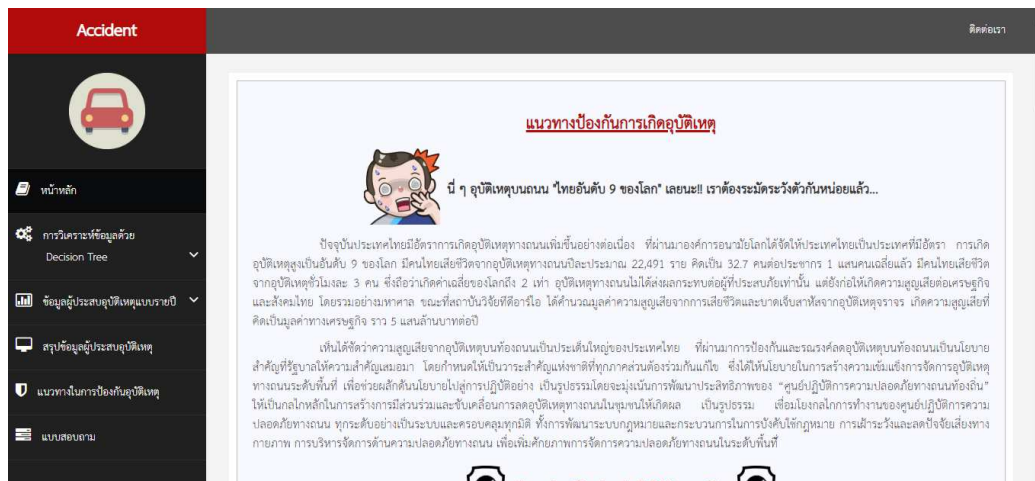 Accident
ติดต่อเรา
หน้าหลัก
การวิเคราะห์ข้อมูลด้วย
Decision Tree
ข้อมูลผู้ประสบอุบัติเหตุแบบรายปี
สรุปข้อมูลผู้ประสบอุบัติเหตุ
แนวทางในการป้องกันอุบัติเหตุ
แบบสอบถาม
แนวทางป้องกันการเกิดอุบัติเหตุ
นี่ ๆ อุบัติเหตุบนถนน "ไทยอันดับ 9 ของโลก" เลยนะ!! เราต้องระมัดระวังตัวกันหน่อยแล้ว...
ปัจจุบันประเทศไทยมีอัตราการเกิดอุบัติเหตุทางถนนเพิ่มขึ้นอย่างต่อเนื่อง ที่ผ่านมาองค์การอนามัยโลกได้จัดให้ประเทศไทยเป็นประเทศที่มีอัตรา การเกิด
อุบัติเหตุสูงเป็นอันดับ 9 ของโลก มีคนไทยเสียชีวิตจากอุบัติเหตุทางถนนปีละประมาณ 22,491 ราย คิดเป็น 32.7 คนต่อประชากร 1 แสนคนเฉลี่ยแล้ว มีคนไทยเสียชีวิต
จากอุบัติเหตุชั่วโมงละ 3 คน ซึ่งถือว่าเกิดค่าเฉลี่ยของโลกถึง 2 เท่า อุบัติเหตุทางถนนไม่ได้ส่งผลกระทบต่อผู้ที่ประสบภัยเท่านั้น แต่ยังก่อให้เกิดความสูญเสียต่อเศรษฐกิจ
และสังคมไทย โดยรวมอย่างมหาศาล ขณะที่สถาบันวิจัยทีดีอาร์ไอ ได้คำนวณมูลค่าความสูญเสียจากการเสียชีวิตและบาดเจ็บสาหัสจากอุบัติเหตุจราจร เกิดความสูญเสียที่
คิดเป็นมูลค่าทางเศรษฐกิจ ราว 5 แสนล้านบาทต่อปี
เห็นได้ชัดว่าความสูญเสียจากอุบัติเหตุบนท้องถนนเป็นประเด็นใหญ่ของประเทศไทย ที่ผ่านมาการป้องกันและรณรงค์ลดอุบัติเหตุบนท้องถนนเป็นนโยบาย
สำคัญที่รัฐบาลให้ความสำคัญเสมอมา โดยกำหนดให้เป็นวาระสำคัญแห่งชาติที่ทุกภาคส่วนต้องร่วมกันแก้ไข ซึ่งได้ให้นโยบายในการสร้างความเข้มแข็งการจัดการอุบัติเหตุ
ทางถนนระดับพื้นที่ เพื่อช่วยผลักดันนโยบายไปสู่การปฏิบัติอย่าง เป็นรูปธรรมโดยจะมุ่งเน้นการพัฒนาประสิทธิภาพของ "ศูนย์ปฏิบัติการความปลอดภัยทางถนนท้องถิ่น"
ให้เป็นกลไกหลักในการสร้างการมีส่วนร่วมและขับเคลื่อนการลดอุบัติเหตุทางถนนในชุมชนให้เกิดผล เป็นรูปธรรม เชื่อมโยงกลไกการทำงานของศูนย์ปฏิบัติการความ
ปลอดภัยทางถนน ทุกระดับอย่างเป็นระบบและครอบคลุมทุกมิติ ทั้งการพัฒนาระบบกฎหมายและกระบวนการในการบังคับใช้กฎหมาย การเฝ้าระวังและลดปัจจัยเสี่ยงทาง
กายภาพ การบริหารจัดการด้านความปลอดภัยทางถนน เพื่อเพิ่มศักยภาพการจัดการความปลอดภัยทางถนนในระดับพื้นที่